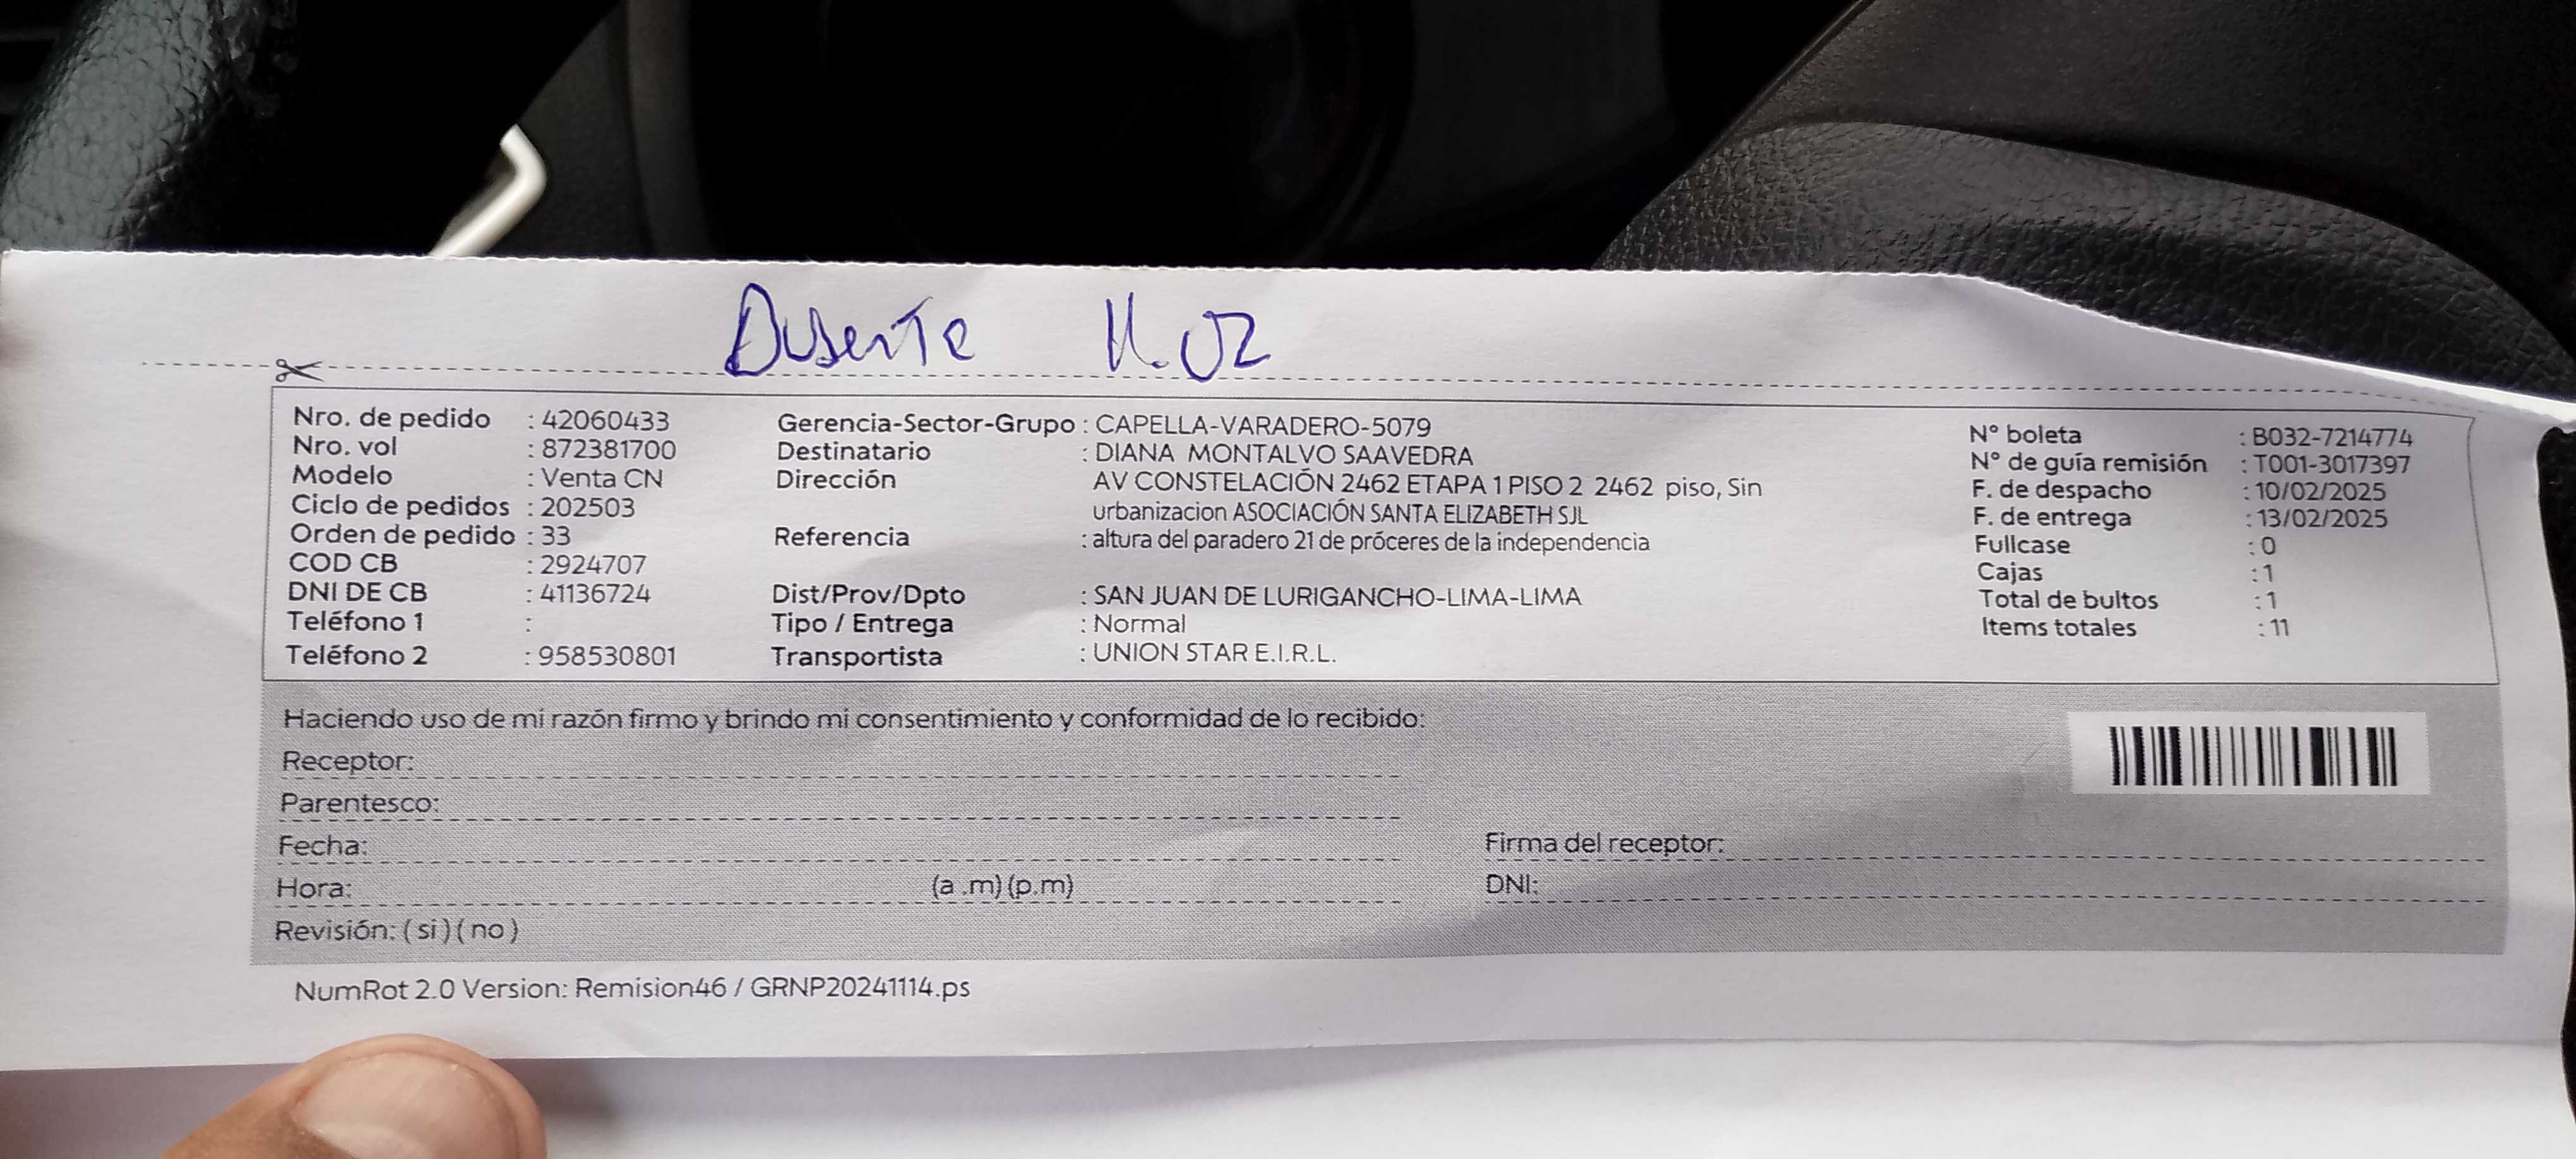 Ausente 11.02
Nro. de pedido : 42060433
Nro. vol : 872381700
Modelo : Venta CN
Ciclo de pedidos : 202503
Orden de pedido : 33
COD CB : 2924707
DNI DE CB : 41136724
Teléfono 1 :
Teléfono 2 : 958530801
Gerencia-Sector-Grupo : CAPELLA-VARADERO-5079
Destinatario : DIANA MONTALVO SAAVEDRA
Dirección AV CONSTELACIÓN 2462 ETAPA 1 PISO 2 2462 piso, Sin
urbanizacion ASOCIACIÓN SANTA ELIZABETH SJL
Referencia : altura del paradero 21 de próceres de la independencia
Dist/Prov/Dpto : SAN JUAN DE LURIGANCHO-LIMA-LIMA
Tipo / Entrega : Normal
Transportista : UNION STAR E.I.R.L.
N° boleta : B032-7214774
N° de guía remisión : T001-3017397
F. de despacho : 10/02/2025
F. de entrega : 13/02/2025
Fullcase : 0
Cajas : 1
Total de bultos : 1
Items totales : 11
Haciendo uso de mi razón firmo y brindo mi consentimiento y conformidad de lo recibido:
Receptor:
Parentesco:
Fecha:
Hora: (a .m) (p.m)
Revisión: ( si ) ( no )
Firma del receptor:
DNI:
NumRot 2.0 Version: Remision46 / GRNP20241114.ps